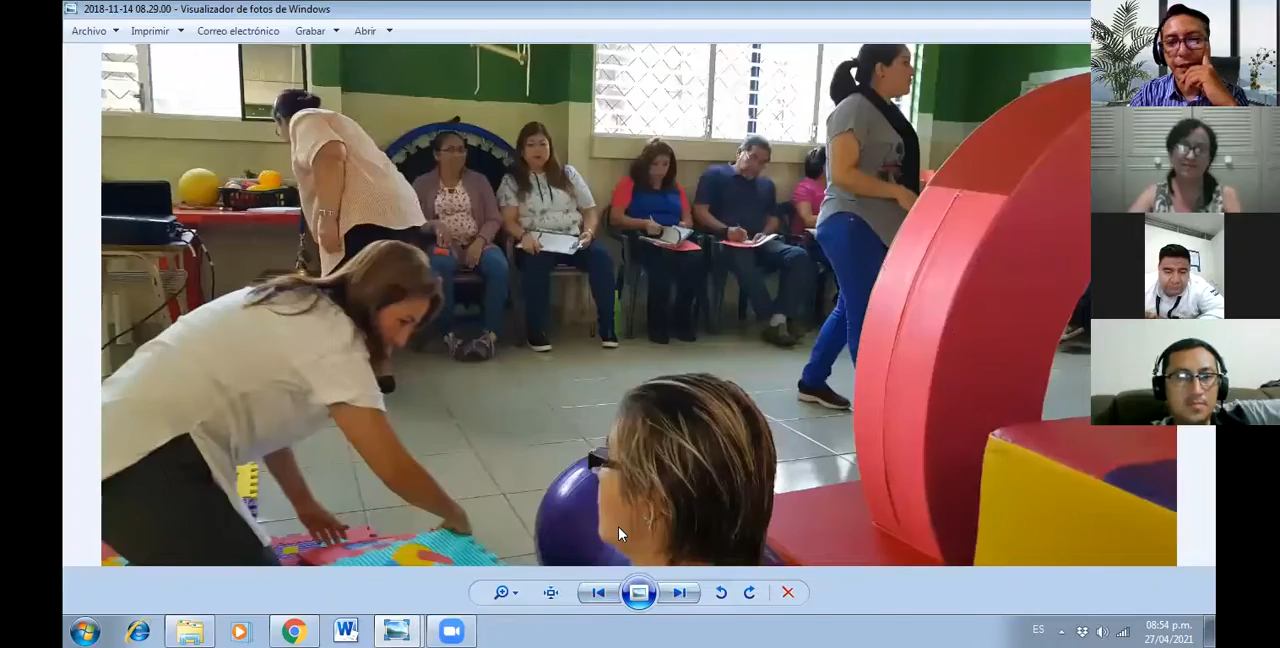 2018-11-14 08.29.00 - Visualizador de fotos de Windows
Archivo Imprimir Correo electrónico Grabar Abrir
ES
08:54 p.m.
27/04/2021